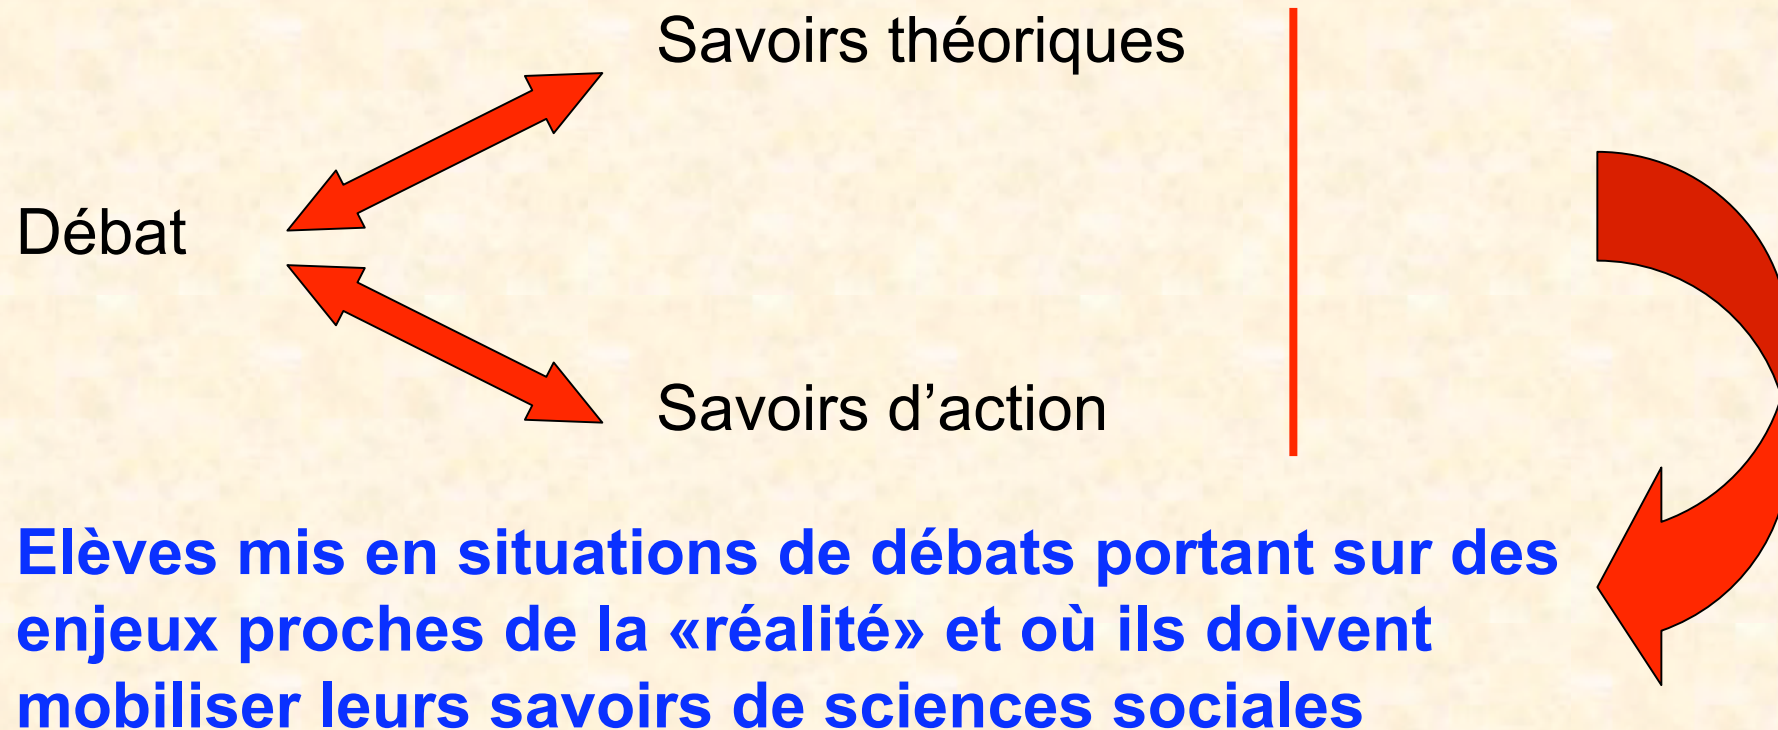 Savoirs théoriques
Débat
Savoirs d’action
Elèves mis en situations de débats portant sur des
enjeux proches de la «réalité» et où ils doivent
mobiliser leurs savoirs de sciences sociales